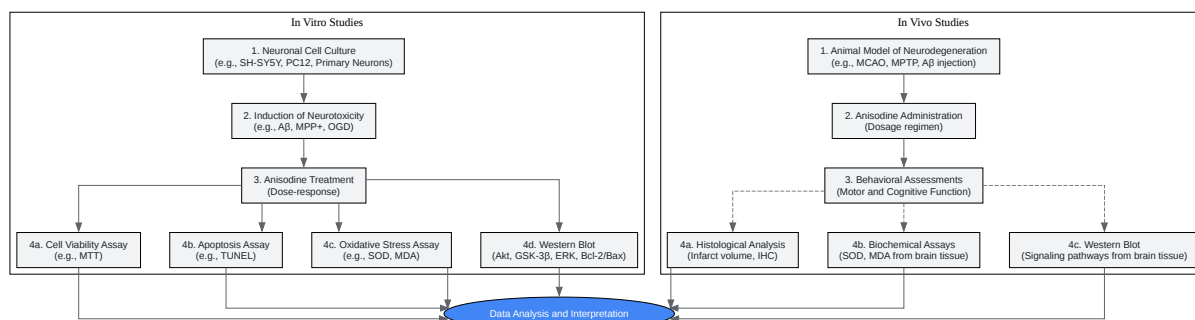 In Vitro Studies
1. Neuronal Cell Culture
(e.g., SH-SY5Y, PC12, Primary Neurons)
2. Induction of Neurotoxicity
(e.g., Aβ, MPP+, OGD)
3. Anisodine Treatment
(Dose-response)
4a. Cell Viability Assay
(e.g., MTT)
4b. Apoptosis Assay
(e.g., TUNEL)
4c. Oxidative Stress Assay
(e.g., SOD, MDA)
4d. Western Blot
(Akt, GSK-3β, ERK, Bcl-2/Bax)
In Vivo Studies
1. Animal Model of Neurodegeneration
(e.g., MCAO, MPTP, Aβ injection)
2. Anisodine Administration
(Dosage regimen)
3. Behavioral Assessments
(Motor and Cognitive Function)
4a. Histological Analysis
(Infarct volume, IHC)
4b. Biochemical Assays
(SOD, MDA from brain tissue)
4c. Western Blot
(Signaling pathways from brain tissue)
Data Analysis and Interpretation